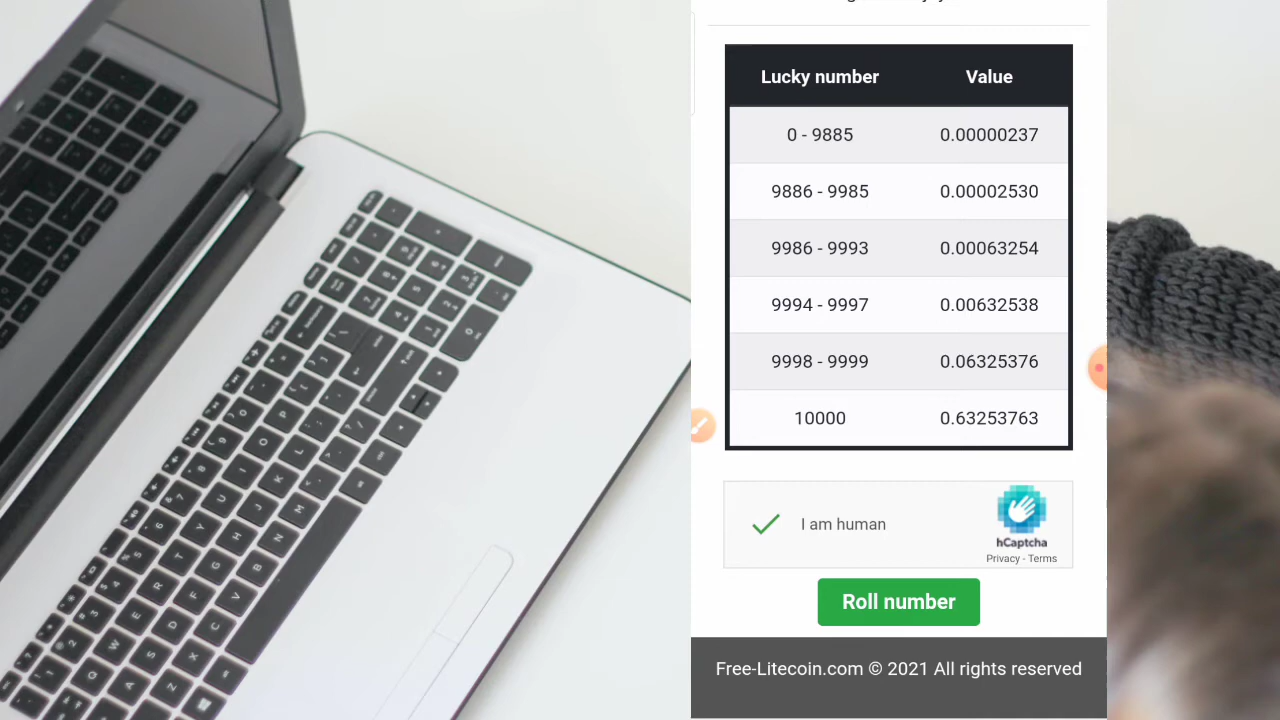 Lucky number Value
0 - 9885 0.00000237
9886 - 9985 0.00002530
9986 - 9993 0.00063254
9994 - 9997 0.00632538
9998 - 9999 0.06325376
10000 0.63253763
I am human
hCaptcha
Privacy - Terms
Roll number
Free-Litecoin.com © 2021 All rights reserved